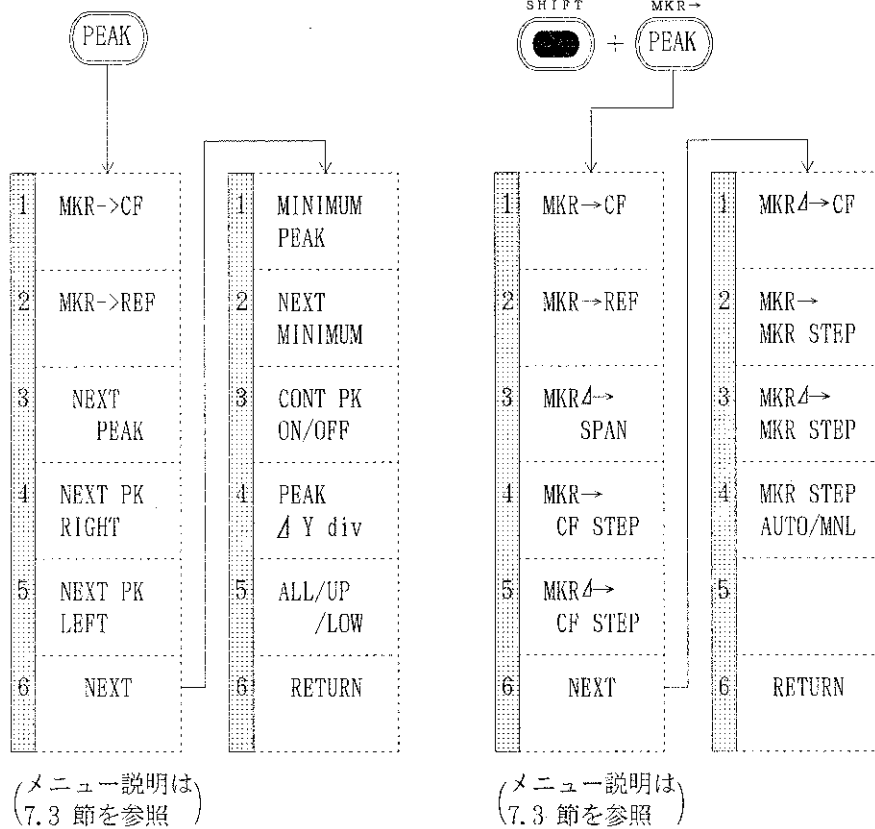 PEAK
1 MKR->CF
2 MKR->REF
3 NEXT
PEAK
4 NEXT PK
RIGHT
5 NEXT PK
LEFT
6 NEXT
1 MINIMUM
PEAK
2 NEXT
MINIMUM
3 CONT PK
ON/OFF
4 PEAK
⊿ Y div
5 ALL/UP
/LOW
6 RETURN
(メニュー説明は
7.3 節を参照)
SHIFT
MKR→
+ PEAK
1 MKR→CF
2 MKR→REF
3 MKR⊿→
SPAN
4 MKR→
CF STEP
5 MKR⊿→
CF STEP
6 NEXT
1 MKR⊿→CF
2 MKR→
MKR STEP
3 MKR⊿→
MKR STEP
4 MKR STEP
AUTO/MNL
5
6 RETURN
(メニュー説明は
7.3 節を参照)